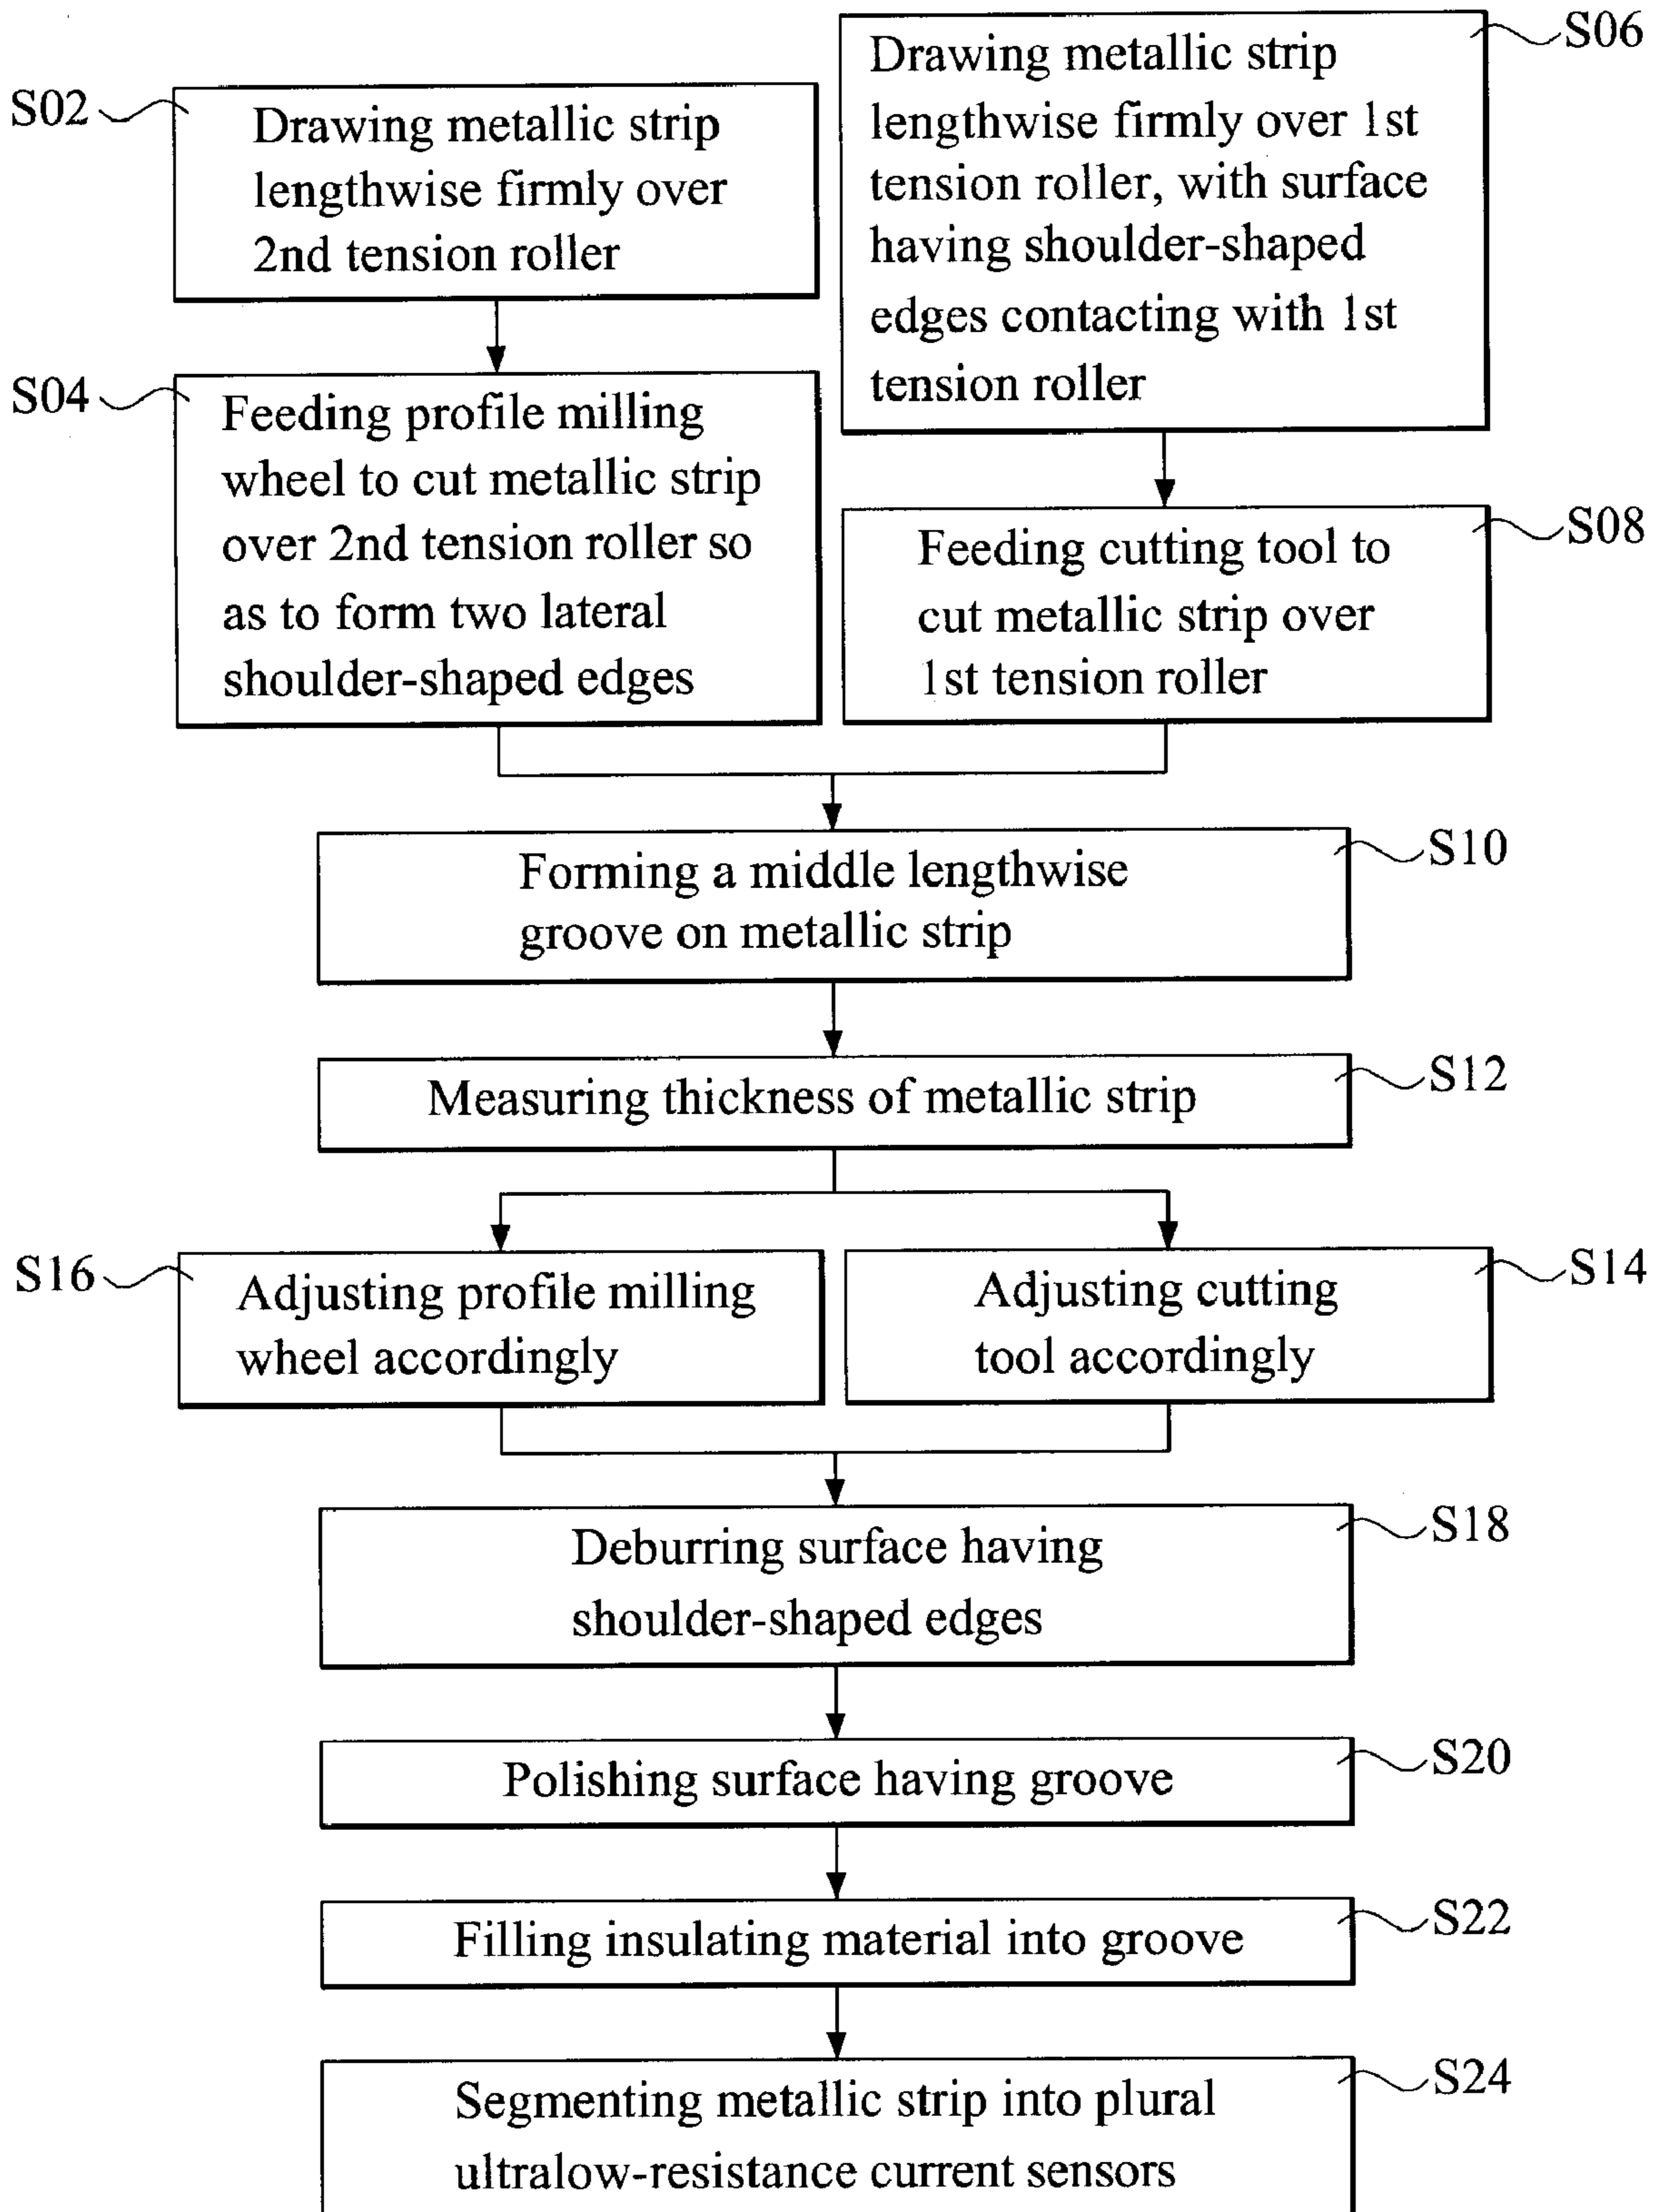 S02
Drawing metallic strip
lengthwise firmly over
2nd tension roller
S04
Feeding profile milling
wheel to cut metallic strip
over 2nd tension roller so
as to form two lateral
shoulder-shaped edges
S06
Drawing metallic strip
lengthwise firmly over 1st
tension roller, with surface
having shoulder-shaped
edges contacting with 1st
tension roller
S08
Feeding cutting tool to
cut metallic strip over
1st tension roller
S10
Forming a middle lengthwise
groove on metallic strip
S12
Measuring thickness of metallic strip
S16
Adjusting profile milling
wheel accordingly
S14
Adjusting cutting
tool accordingly
S18
Deburring surface having
shoulder-shaped edges
S20
Polishing surface having groove
S22
Filling insulating material into groove
S24
Segmenting metallic strip into plural
ultralow-resistance current sensors